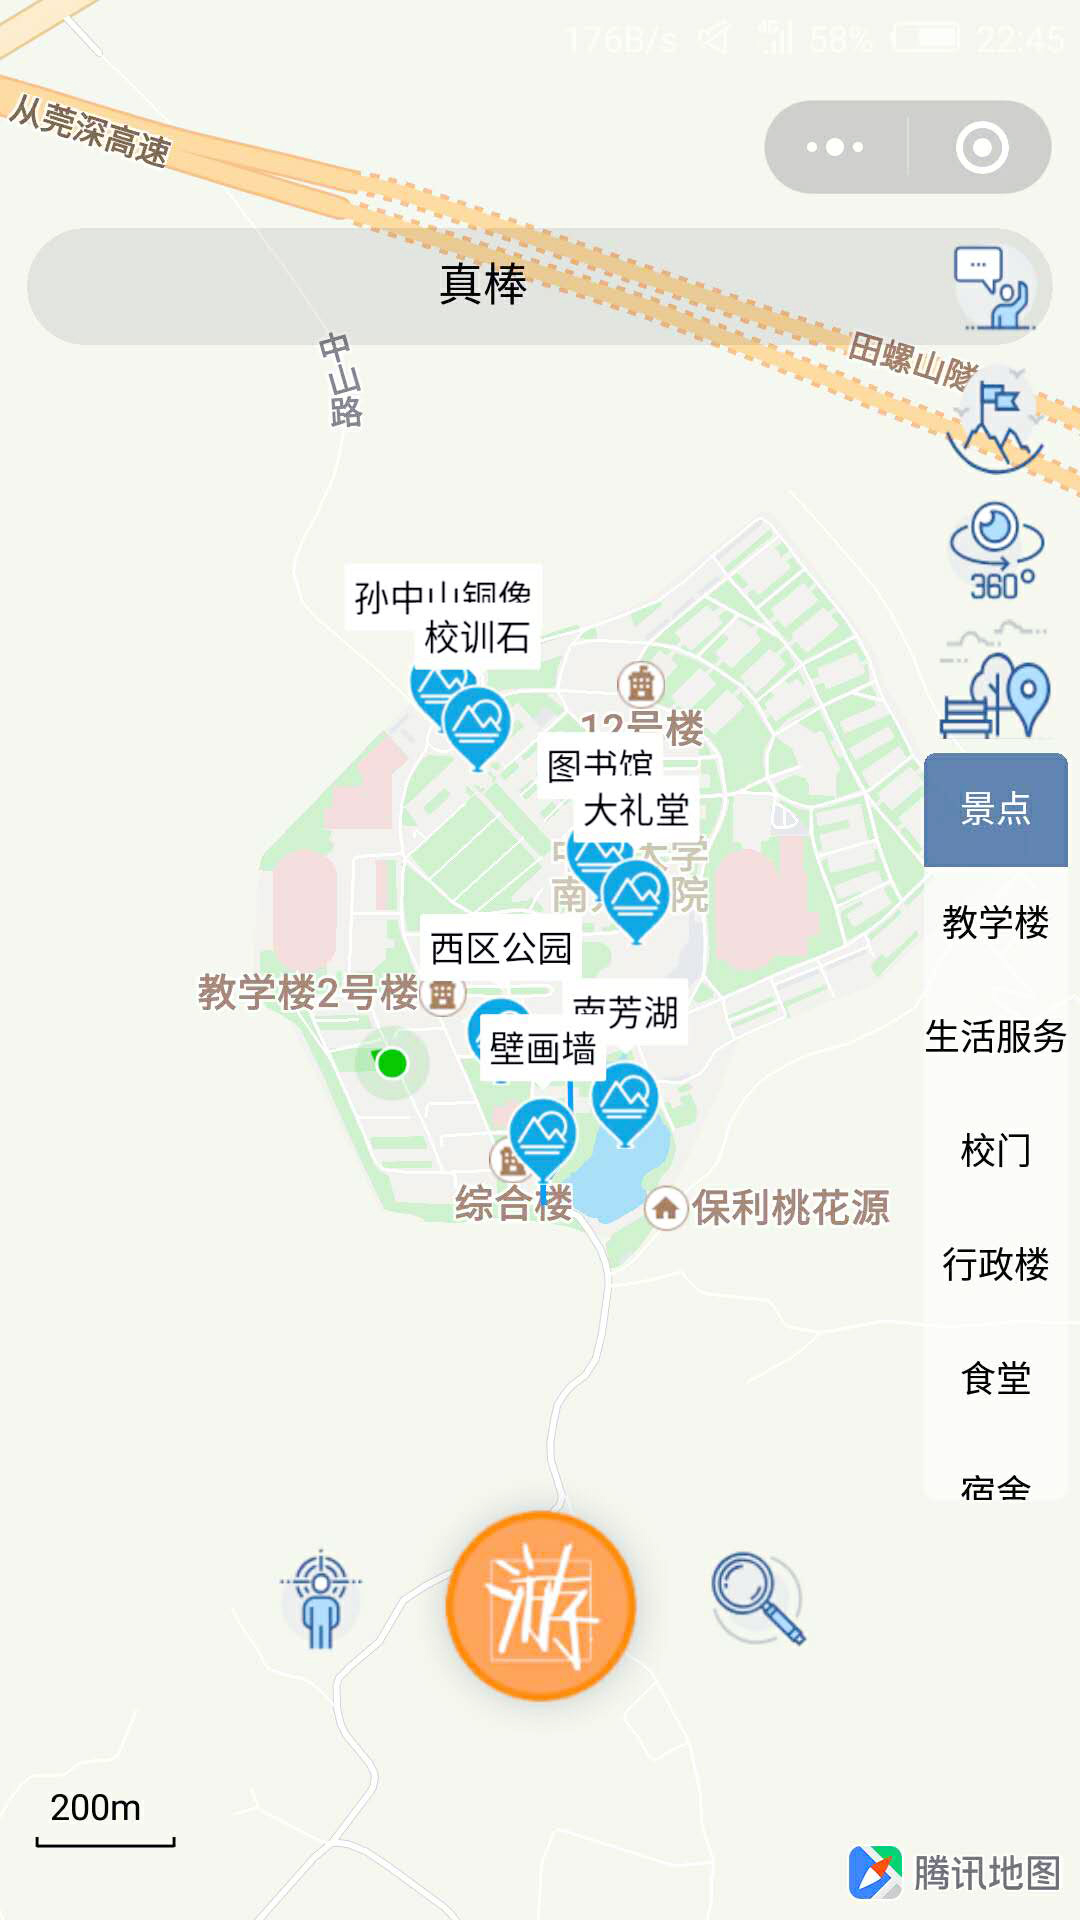 176B/s 4G 58% 22:45
从莞深高速
真棒
田螺山隧
中山路
360°
孙中山铜像
校训石
12号楼
图书馆
大礼堂
大学
南 院
西区公园
教学楼2号楼
南芳湖
壁画墙
综合楼
保利桃花源
景点
教学楼
生活服务
校门
行政楼
食堂
宿舍
游
200m
腾讯地图